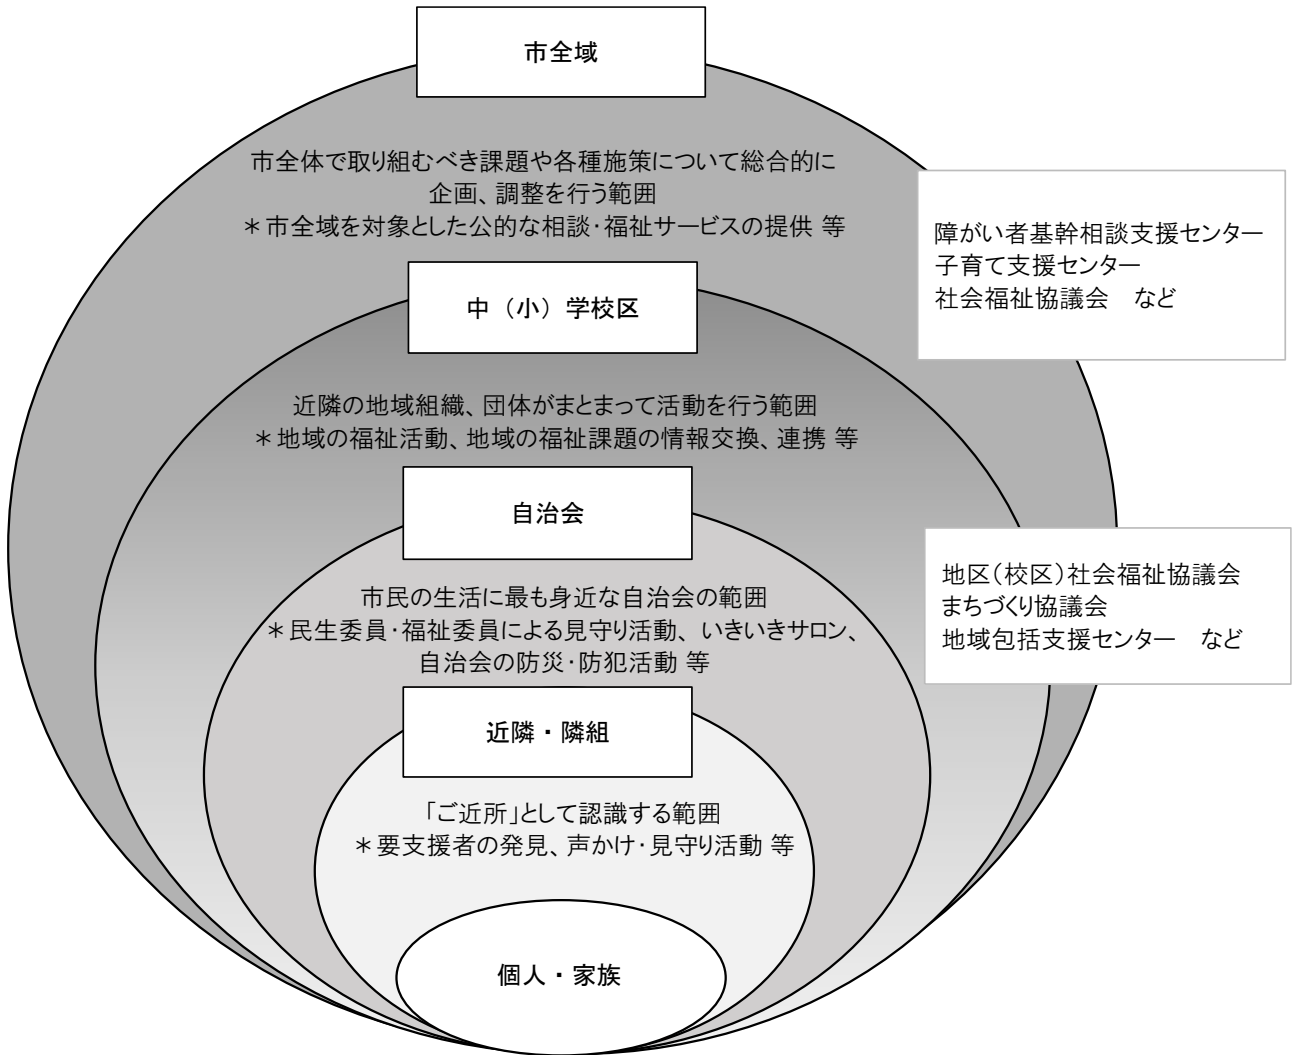 市全域
市全体で取り組むべき課題や各種施策について総合的に
企画、調整を行う範囲
＊市全域を対象とした公的な相談・福祉サービスの提供 等
障がい者基幹相談支援センター
子育て支援センター
社会福祉協議会　など
中（小）学校区
近隣の地域組織、団体がまとまって活動を行う範囲
＊地域の福祉活動、地域の福祉課題の情報交換、連携 等
自治会
地区（校区）社会福祉協議会
まちづくり協議会
地域包括支援センター　など
市民の生活に最も身近な自治会の範囲
＊民生委員・福祉委員による見守り活動、いきいきサロン、
自治会の防災・防犯活動 等
近隣・隣組
「ご近所」として認識する範囲
＊要支援者の発見、声かけ・見守り活動 等
個人・家族